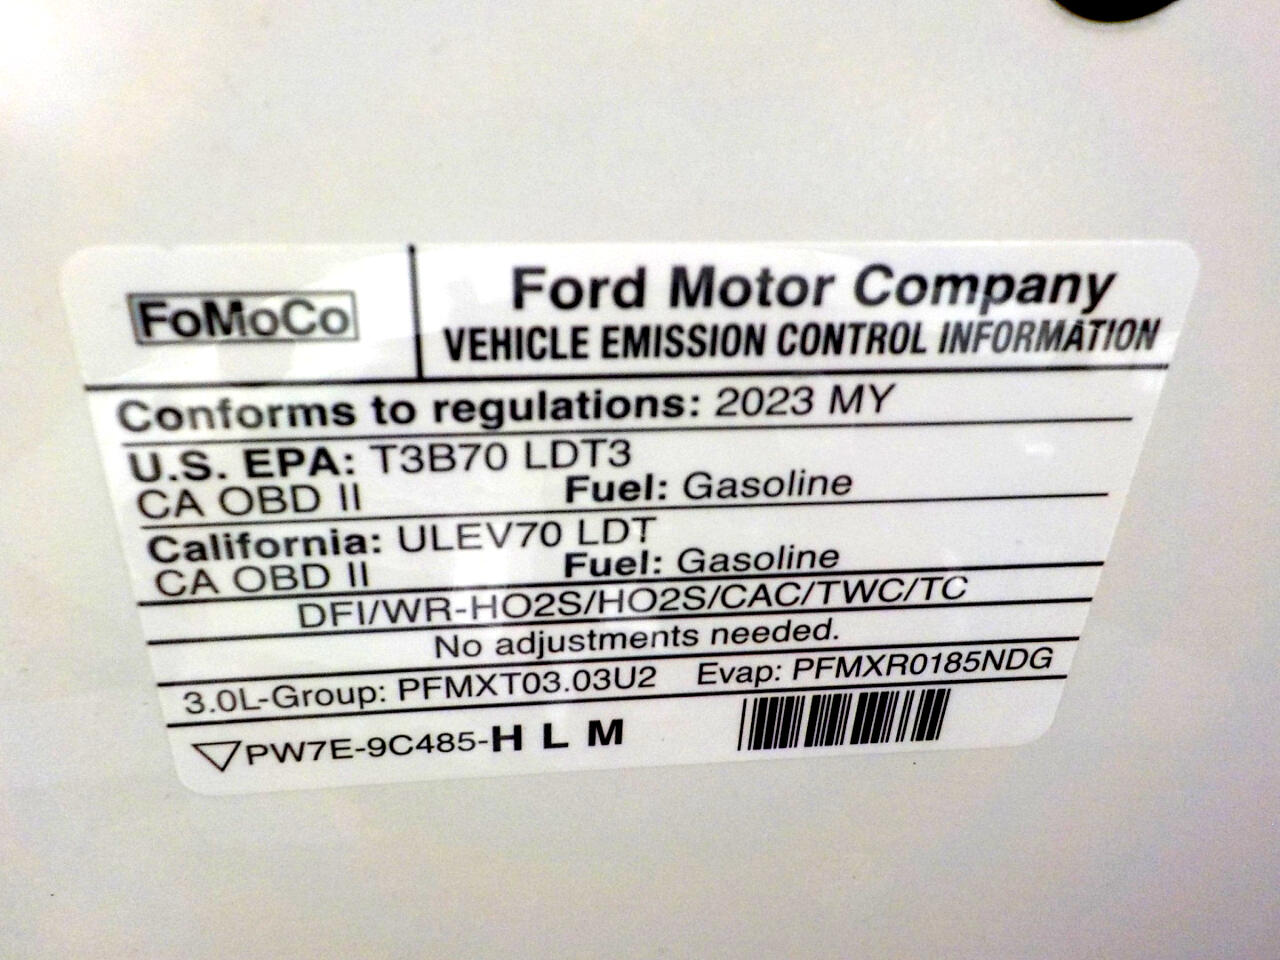 FoMoCo
Ford Motor Company
VEHICLE EMISSION CONTROL INFORMATION
Conforms to regulations: 2023 MY
U.S. EPA: T3B70 LDT3
CA OBD II Fuel: Gasoline
California: ULEV70 LDT
CA OBD II Fuel: Gasoline
DFI/WR-HO2S/HO2S/CAC/TWC/TC
No adjustments needed.
3.0L-Group: PFMXT03.03U2 Evap: PFMXR0185NDG
PW7E-9C485-H L M